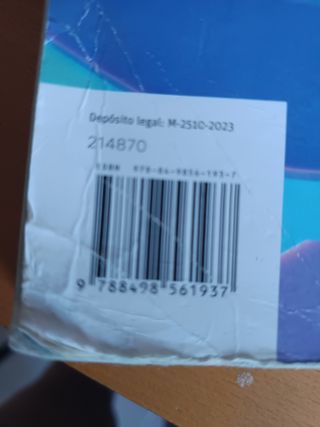 Depósito legal: M-2510-2023
214870
ISBN 978-84-9856-193-7
9 788498 561937